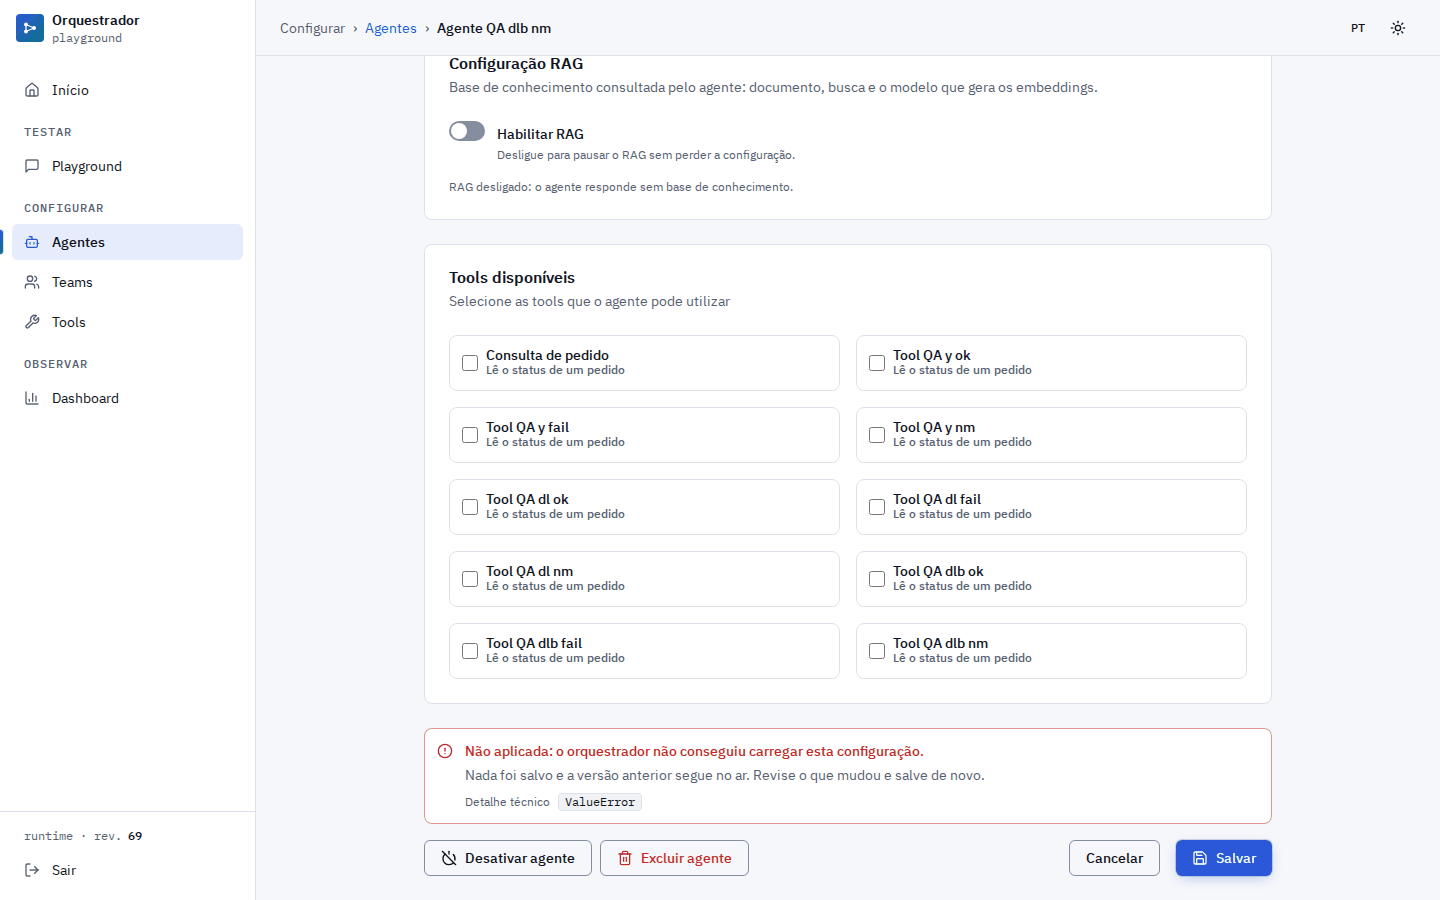 Orquestrador
playground
Início
TESTAR
Playground
CONFIGURAR
Agentes
Teams
Tools
OBSERVAR
Dashboard
runtime · rev. 69
Sair
Configurar › Agentes › Agente QA dlb nm
PT
Configuração RAG
Base de conhecimento consultada pelo agente: documento, busca e o modelo que gera os embeddings.
Habilitar RAG
Desligue para pausar o RAG sem perder a configuração.
RAG desligado: o agente responde sem base de conhecimento.
Tools disponíveis
Selecione as tools que o agente pode utilizar
Consulta de pedido
Lê o status de um pedido
Tool QA y ok
Lê o status de um pedido
Tool QA y fail
Lê o status de um pedido
Tool QA y nm
Lê o status de um pedido
Tool QA dl ok
Lê o status de um pedido
Tool QA dl fail
Lê o status de um pedido
Tool QA dl nm
Lê o status de um pedido
Tool QA dlb ok
Lê o status de um pedido
Tool QA dlb fail
Lê o status de um pedido
Tool QA dlb nm
Lê o status de um pedido
Não aplicada: o orquestrador não conseguiu carregar esta configuração.
Nada foi salvo e a versão anterior segue no ar. Revise o que mudou e salve de novo.
Detalhe técnico ValueError
Desativar agente
Excluir agente
Cancelar
Salvar